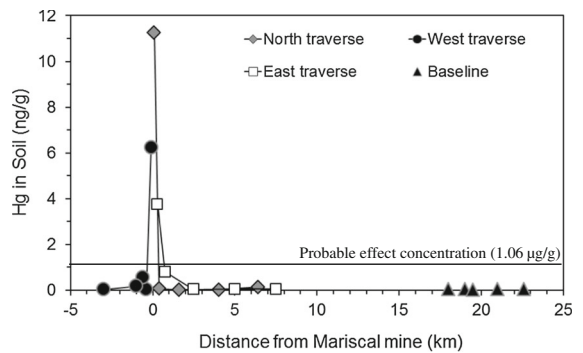 12
North traverse
West traverse
10
East traverse
Baseline
8
6
4
2
0
Hg in Soil (ng/g)
Probable effect concentration (1.06 µg/g)
-5 0 5 10 15 20 25
Distance from Mariscal mine (km)